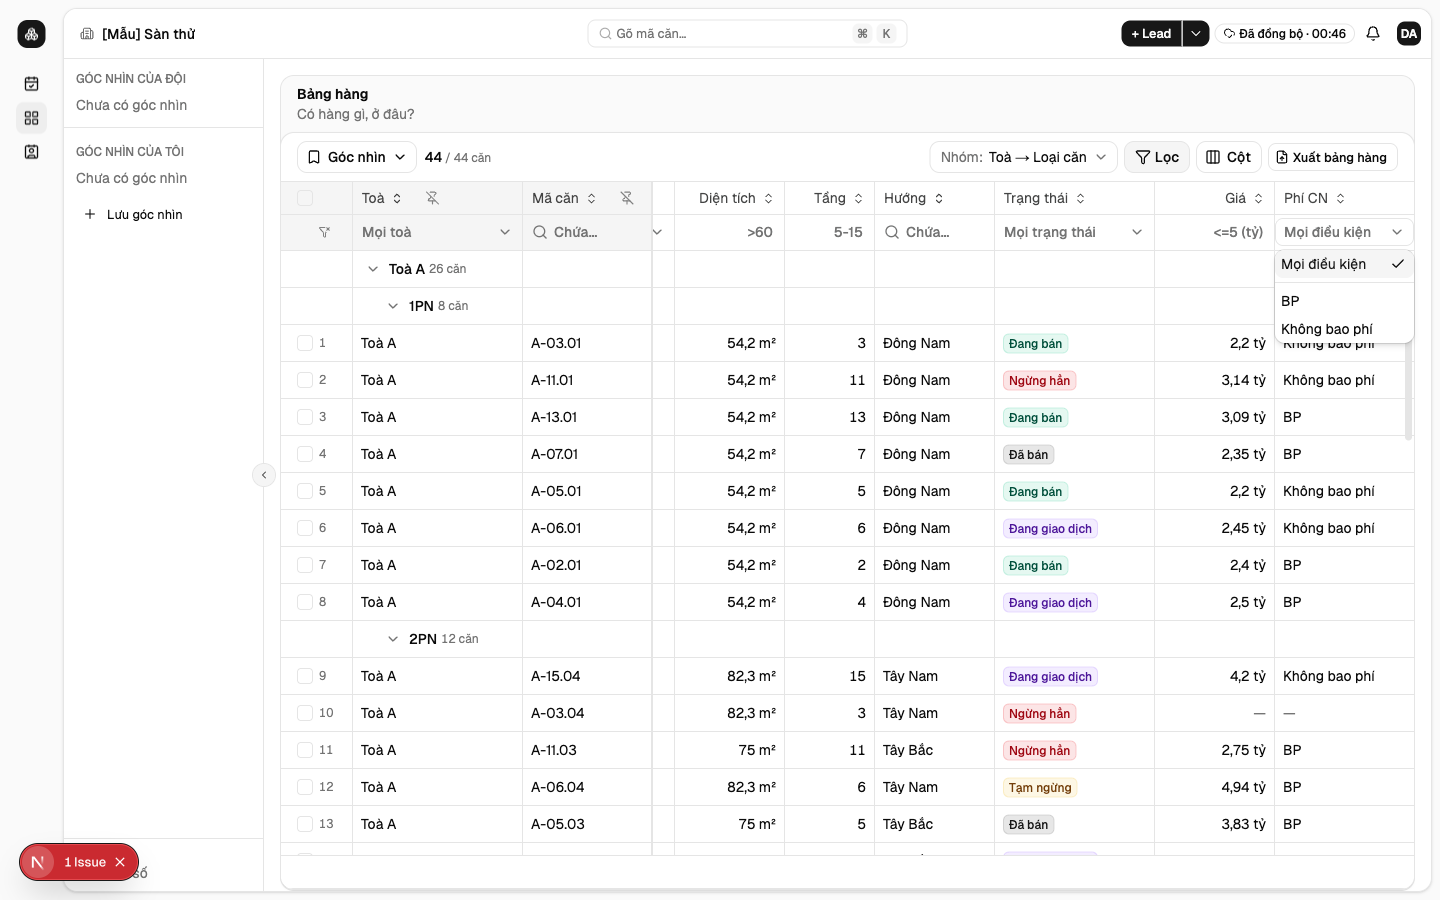 [Mẫu] Sàn thử
Gõ mã căn...
⌘ K
+ Lead
Đã đồng bộ · 00:46
DA
GÓC NHÌN CỦA ĐỘI
Chưa có góc nhìn
GÓC NHÌN CỦA TÔI
Chưa có góc nhìn
+ Lưu góc nhìn
Bảng hàng
Có hàng gì, ở đâu?
Góc nhìn
44 / 44 căn
Nhóm: Toà → Loại căn
Lọc
Cột
Xuất bảng hàng
Toà Mã căn Diện tích Tầng Hướng Trạng thái Giá Phí CN
Mọi toà Chứa... >60 5-15 Chứa... Mọi trạng thái <=5 (tỷ) Mọi điều kiện
Mọi điều kiện
BP
Không bao phí
Toà A 26 căn
1PN 8 căn
1 Toà A A-03.01 54,2 m² 3 Đông Nam Đang bán 2,2 tỷ Không bao phí
2 Toà A A-11.01 54,2 m² 11 Đông Nam Ngừng hẳn 3,14 tỷ Không bao phí
3 Toà A A-13.01 54,2 m² 13 Đông Nam Đang bán 3,09 tỷ BP
4 Toà A A-07.01 54,2 m² 7 Đông Nam Đã bán 2,35 tỷ BP
5 Toà A A-05.01 54,2 m² 5 Đông Nam Đang bán 2,2 tỷ Không bao phí
6 Toà A A-06.01 54,2 m² 6 Đông Nam Đang giao dịch 2,45 tỷ Không bao phí
7 Toà A A-02.01 54,2 m² 2 Đông Nam Đang bán 2,4 tỷ BP
8 Toà A A-04.01 54,2 m² 4 Đông Nam Đang giao dịch 2,5 tỷ BP
2PN 12 căn
9 Toà A A-15.04 82,3 m² 15 Tây Nam Đang giao dịch 4,2 tỷ Không bao phí
10 Toà A A-03.04 82,3 m² 3 Tây Nam Ngừng hẳn — —
11 Toà A A-11.03 75 m² 11 Tây Bắc Ngừng hẳn 2,75 tỷ BP
12 Toà A A-06.04 82,3 m² 6 Tây Nam Tạm ngừng 4,94 tỷ BP
13 Toà A A-05.03 75 m² 5 Tây Bắc Đã bán 3,83 tỷ BP
N 1 Issue
số